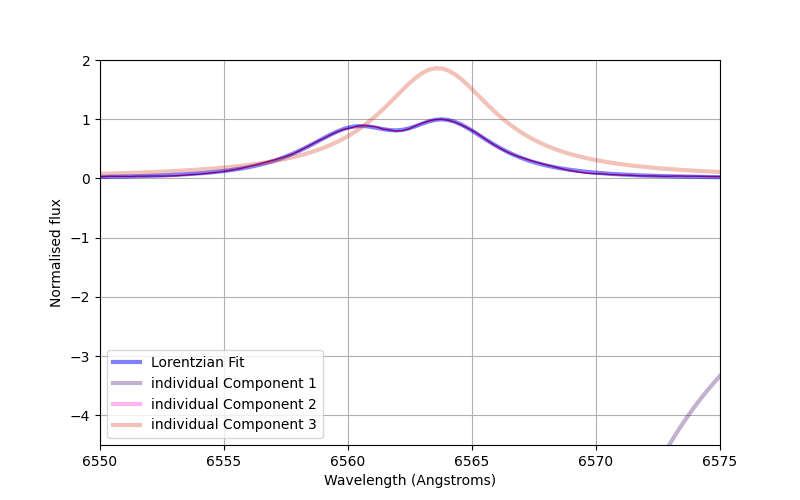 2
1
0
−1
−2
−3
−4
Normalised flux
Lorentzian Fit
individual Component 1
individual Component 2
individual Component 3
6550 6555 6560 6565 6570 6575
Wavelength (Angstroms)